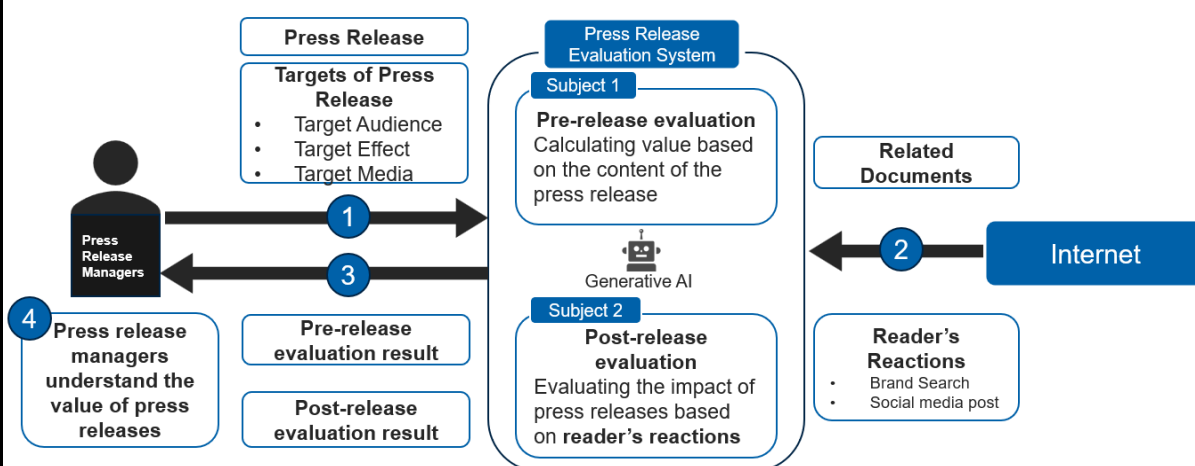 Press Release
Targets of Press
Release
• Target Audience
• Target Effect
• Target Media
1
3
Press
Release
Managers
4
Press release
managers
understand the
value of press
releases
Pre-release
evaluation result
Post-release
evaluation result
Press Release
Evaluation System
Subject 1
Pre-release evaluation
Calculating value based
on the content of the
press release
Generative AI
Subject 2
Post-release
evaluation
Evaluating the impact of
press releases based
on reader's reactions
Related
Documents
2
Internet
Reader's
Reactions
• Brand Search
• Social media post